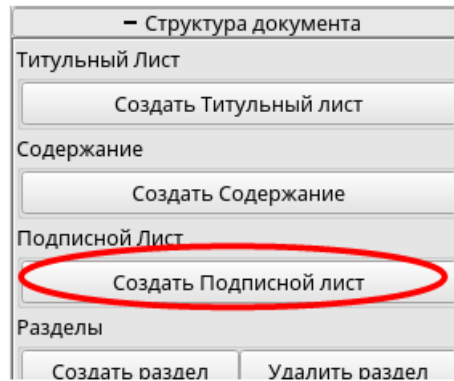 – Структура документа
Титульный Лист
Создать Титульный лист
Содержание
Создать Содержание
Подписной Лист
Создать Подписной лист
Разделы
Создать раздел Удалить раздел